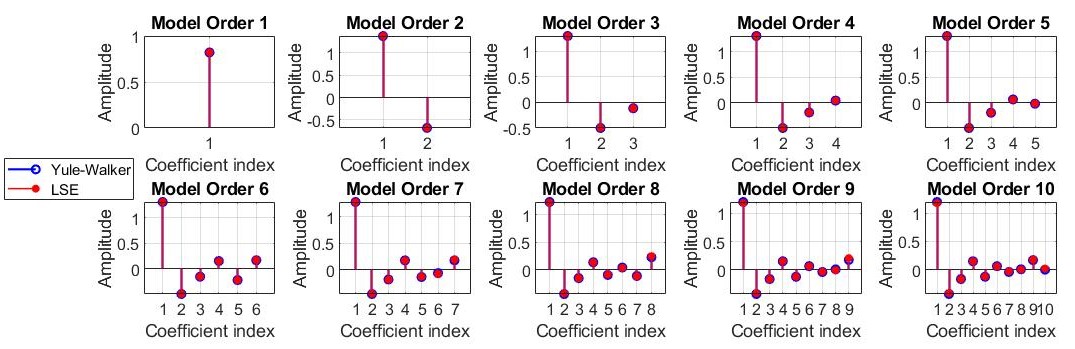 Model Order 1
1
0.5
0
Amplitude
1
Coefficient index
Model Order 2
1
0.5
0
-0.5
Amplitude
1 2
Coefficient index
Model Order 3
1
0.5
0
-0.5
Amplitude
1 2 3
Coefficient index
Model Order 4
1
0.5
0
Amplitude
1 2 3 4
Coefficient index
Model Order 5
1
0.5
0
Amplitude
1 2 3 4 5
Coefficient index
Yule-Walker
LSE
Model Order 6
1
0.5
0
Amplitude
1 2 3 4 5 6
Coefficient index
Model Order 7
1
0.5
0
Amplitude
1 2 3 4 5 6 7
Coefficient index
Model Order 8
1
0.5
0
Amplitude
1 2 3 4 5 6 7 8
Coefficient index
Model Order 9
1
0.5
0
Amplitude
1 2 3 4 5 6 7 8 9
Coefficient index
Model Order 10
1
0.5
0
Amplitude
1 2 3 4 5 6 7 8 9 10
Coefficient index